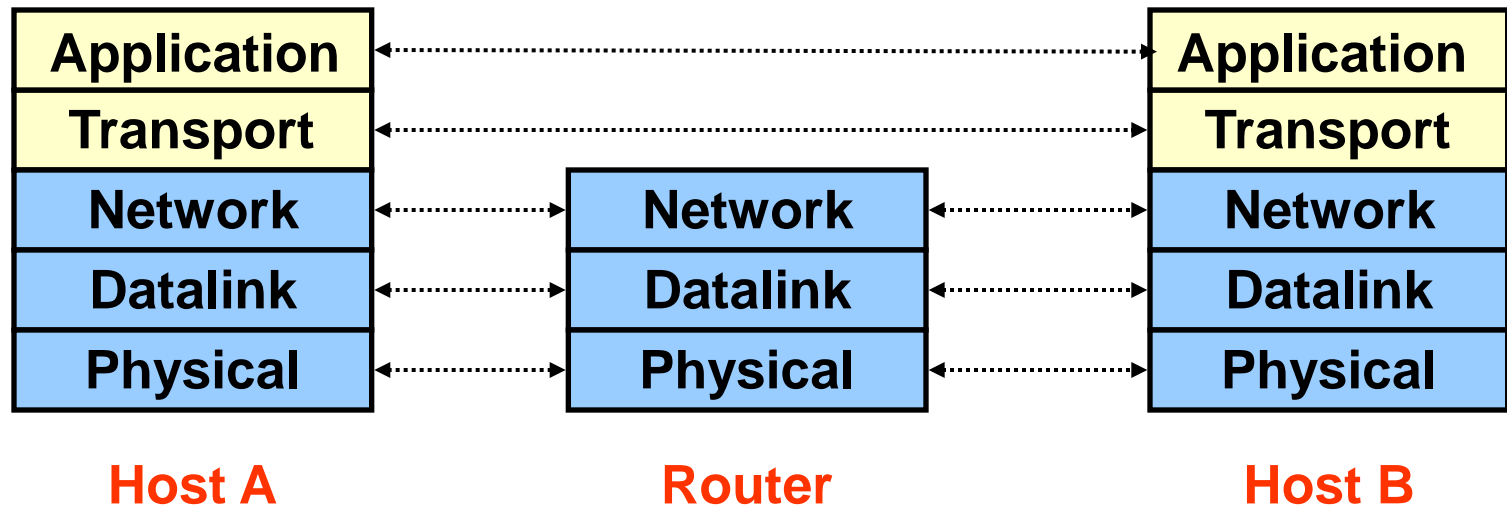 Application Application
Transport Transport
Network Network Network
Datalink Datalink Datalink
Physical Physical Physical
Host A Router Host B